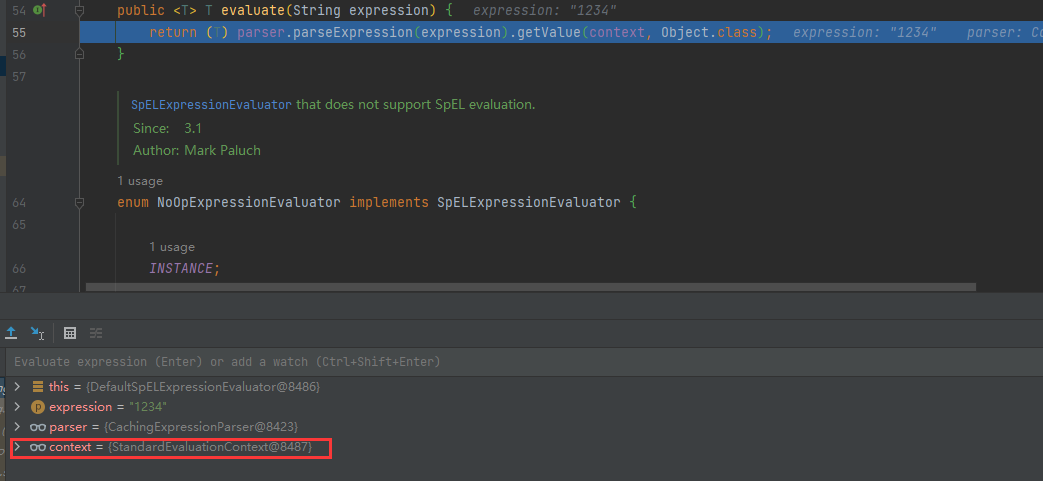 54 public <T> T evaluate(String expression) { expression: "1234"
55 return (T) parser.parseExpression(expression).getValue(context, Object.class); expression: "1234" parser: Ca
56 }
57
SpELExpressionEvaluator that does not support SpEL evaluation.
Since: 3.1
Author: Mark Paluch
1 usage
64 enum NoOpExpressionEvaluator implements SpELExpressionEvaluator {
65
1 usage
66 INSTANCE;
67
Evaluate expression (Enter) or add a watch (Ctrl+Shift+Enter)
this = {DefaultSpELExpressionEvaluator@8486}
expression = "1234"
parser = {CachingExpressionParser@8423}
context = {StandardEvaluationContext@8487}